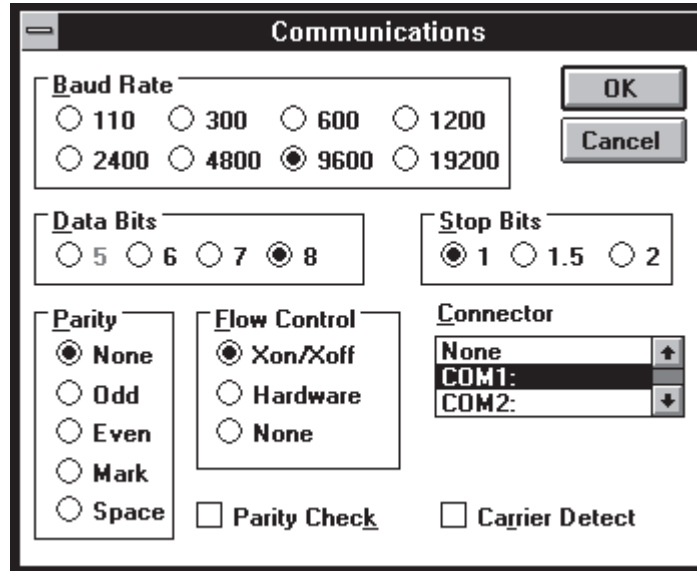 Communications
Baud Rate
110 300 600 1200
2400 4800 9600 19200
OK
Cancel
Data Bits
5 6 7 8
Stop Bits
1 1.5 2
Parity
None
Odd
Even
Mark
Space
Flow Control
Xon/Xoff
Hardware
None
Connector
None
COM1:
COM2:
Parity Check
Carrier Detect